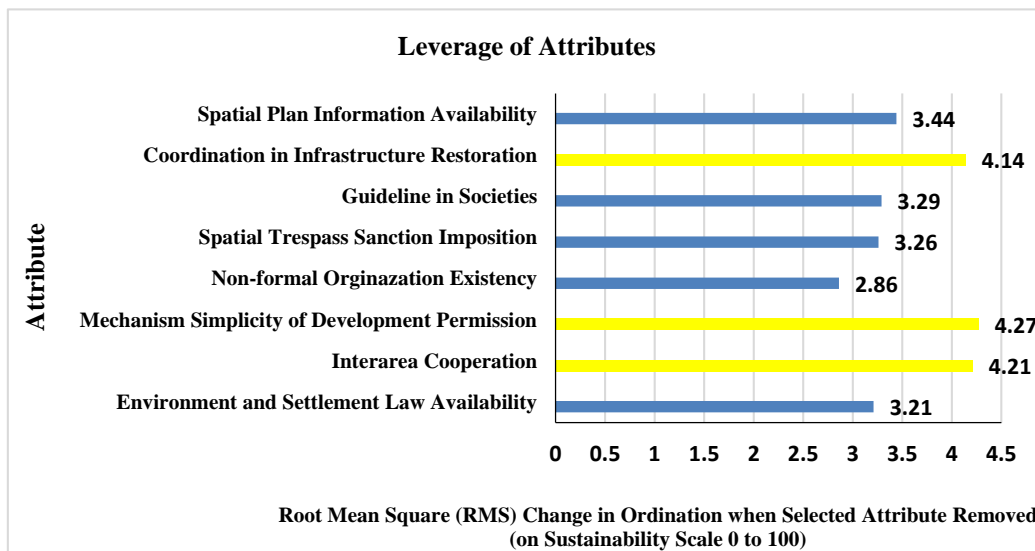 Leverage of Attributes
Spatial Plan Information Availability
3.44
Coordination in Infrastructure Restoration
4.14
Guideline in Societies
3.29
Spatial Trespass Sanction Imposition
3.26
Non-formal Orginazation Existency
2.86
Mechanism Simplicity of Development Permission
4.27
Interarea Cooperation
4.21
Environment and Settlement Law Availability
3.21
Attribute
0 0.5 1 1.5 2 2.5 3 3.5 4 4.5
Root Mean Square (RMS) Change in Ordination when Selected Attribute Removed
(on Sustainability Scale 0 to 100)